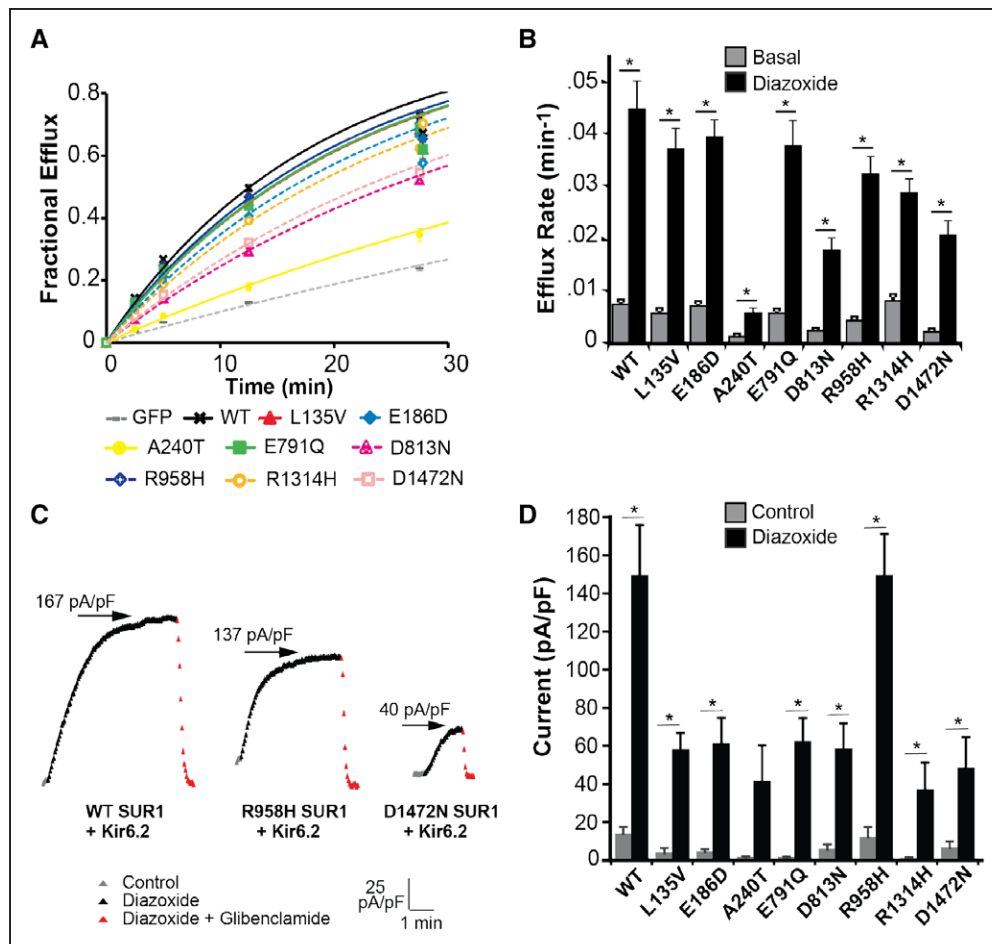 A
Fractional Efflux
0.8
0.6
0.4
0.2
0
0
10
20
30
Time (min)
GFP WT L135V E186D
A240T E791Q D813N
R958H R1314H D1472N
B
Basal
Diazoxide
Efflux Rate (min-1)
.05
.04
.03
.02
.01
0
* * * * * * * * *
WT L135V E186D A240T E791Q D813N R958H R1314H D1472N
C
167 pA/pF
137 pA/pF
40 pA/pF
WT SUR1 + Kir6.2
R958H SUR1 + Kir6.2
D1472N SUR1 + Kir6.2
Control
Diazoxide
Diazoxide + Glibenclamide
25 pA/pF
1 min
D
Control
Diazoxide
Current (pA/pF)
180
160
140
120
100
80
60
40
20
0
* * * * * * * *
WT L135V E186D A240T E791Q D813N R958H R1314H D1472N